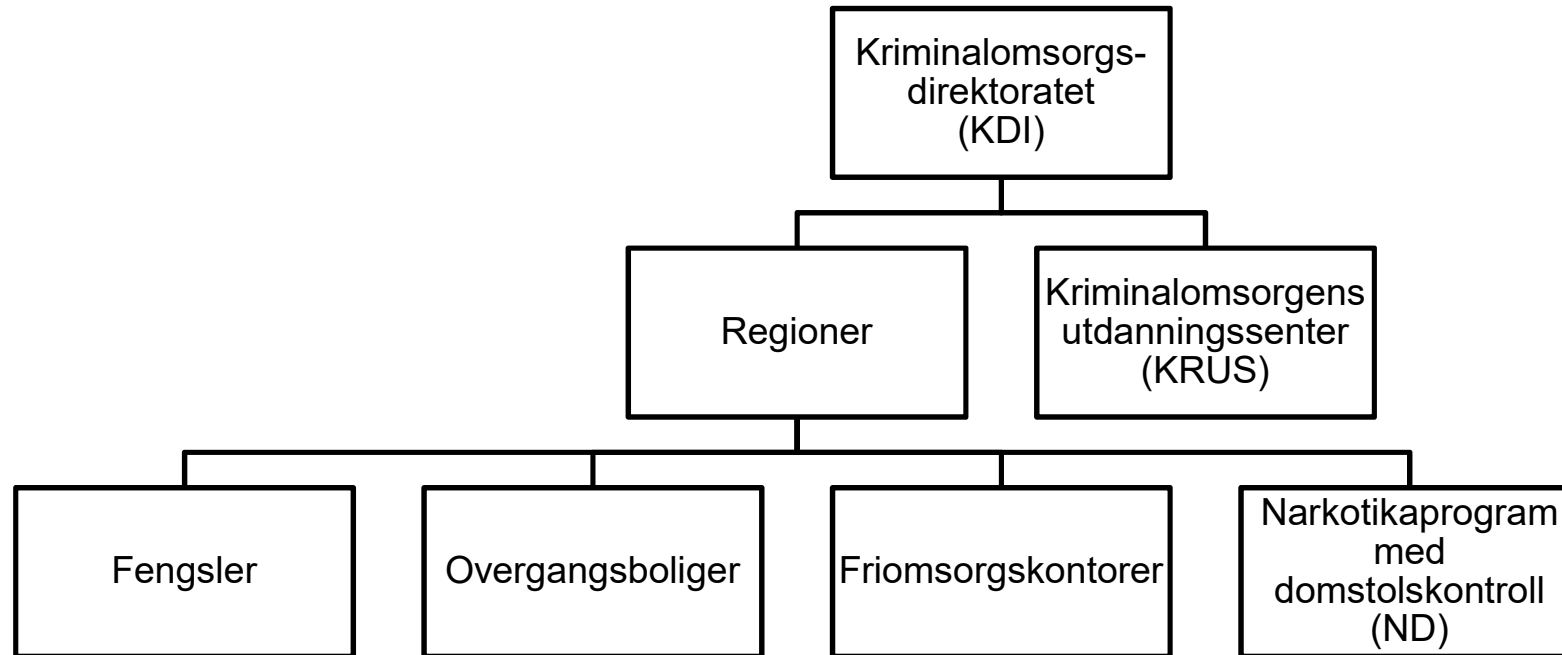 Kriminalomsorgs-
direktoratet
(KDI)
Regioner
Kriminalomsorgens
utdanningssenter
(KRUS)
Fengsler
Overgangsboliger
Friomsorgskontorer
Narkotikaprogram
med
domstolskontroll
(ND)